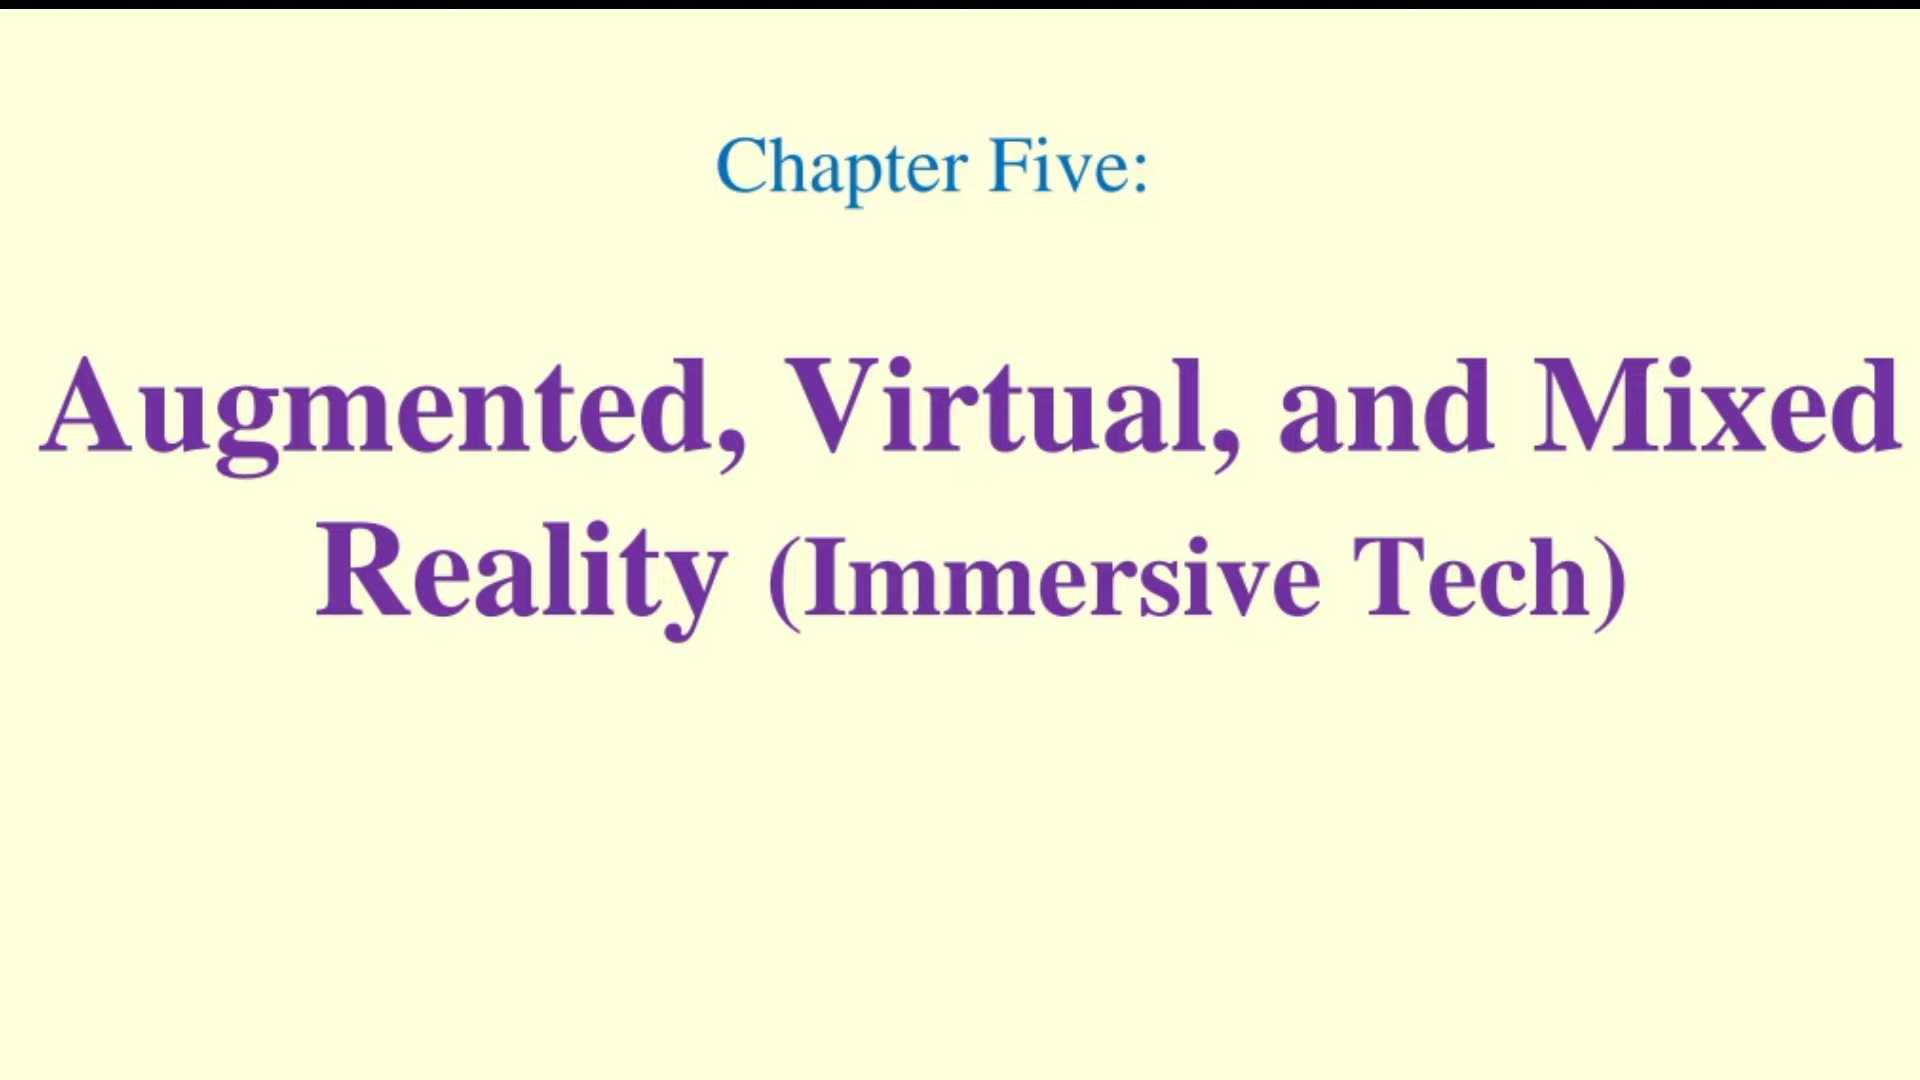 Chapter Five:
Augmented, Virtual, and Mixed
Reality (Immersive Tech)